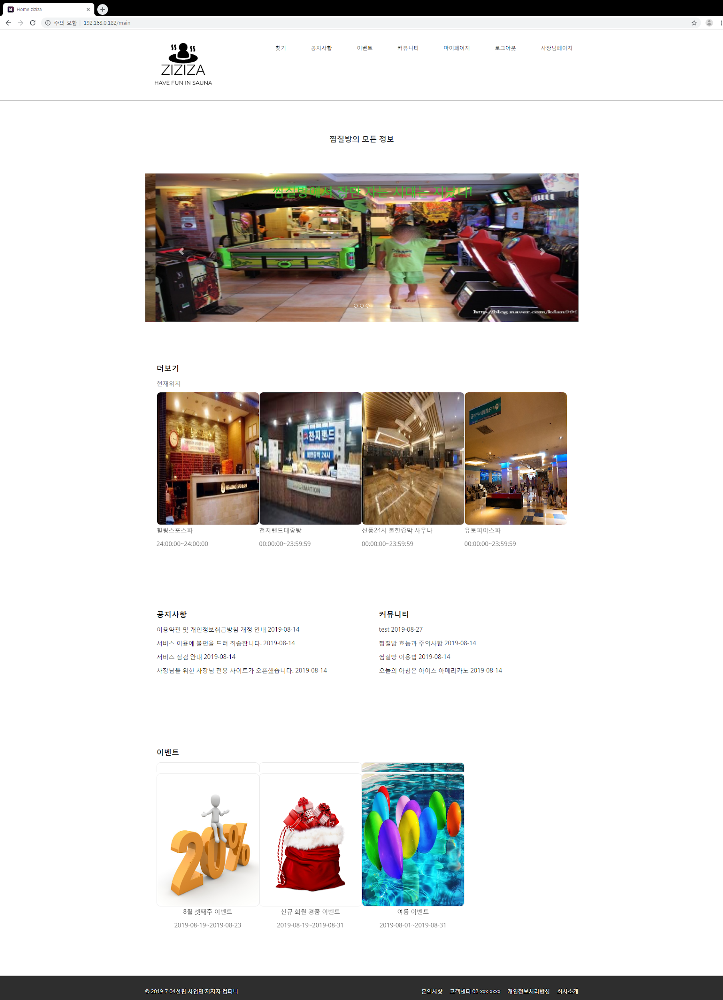 Home ziziza
주의 요함 | 192.168.0.182/main
ZIZIZA
HAVE FUN IN SAUNA
찾기 공지사항 이벤트 커뮤니티 마이페이지 로그아웃 사장님페이지
찜질방의 모든 정보
찜질방에서 잠만 자는 시대는 지났다!
http://blog.naver.com/kdan999
더보기
현재위치
HEALING SPO&SPA
천지랜드
불한증막 24시
INFORMATION
힐링스포스파 천지랜드대중탕 신풍24시 불한증막 사우나 유토피아스파
24:00:00~24:00:00 00:00:00~23:59:59 00:00:00~23:59:59 00:00:00~23:59:59
공지사항
이용약관 및 개인정보취급방침 개정 안내 2019-08-14
서비스 이용에 불편을 드려 죄송합니다. 2019-08-14
서비스 점검 안내 2019-08-14
사장님을 위한 사장님 전용 사이트가 오픈했습니다. 2019-08-14
커뮤니티
test 2019-08-27
찜질방 효능과 주의사항 2019-08-14
찜질방 이용법 2019-08-14
오늘의 아침은 아이스 아메리카노 2019-08-14
이벤트
20%
8월 셋째주 이벤트 신규 회원 경품 이벤트 여름 이벤트
2019-08-19~2019-08-23 2019-08-19~2019-08-31 2019-08-01~2019-08-31
© 2019-7-04설립 사업명:지지자 컴퍼니 문의사항 고객센터 02-xxx-xxxx 개인정보처리방침 회사소개